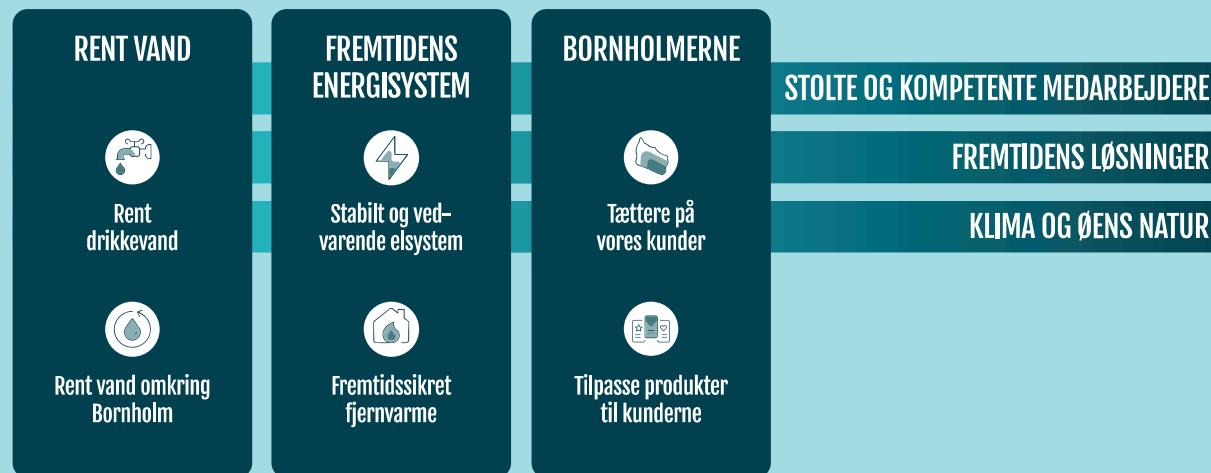 RENT VAND
Rent
drikkevand
Rent vand omkring
Bornholm
FREMTIDENS
ENERGISYSTEM
Stabilt og ved-
varende elsystem
Fremtidssikret
fjernvarme
BORNHOLMERNE
Tættere på
vores kunder
Tilpasse produkter
til kunderne
STOLTE OG KOMPETENTE MEDARBEJDERE
FREMTIDENS LØSNINGER
KLIMA OG ØENS NATUR